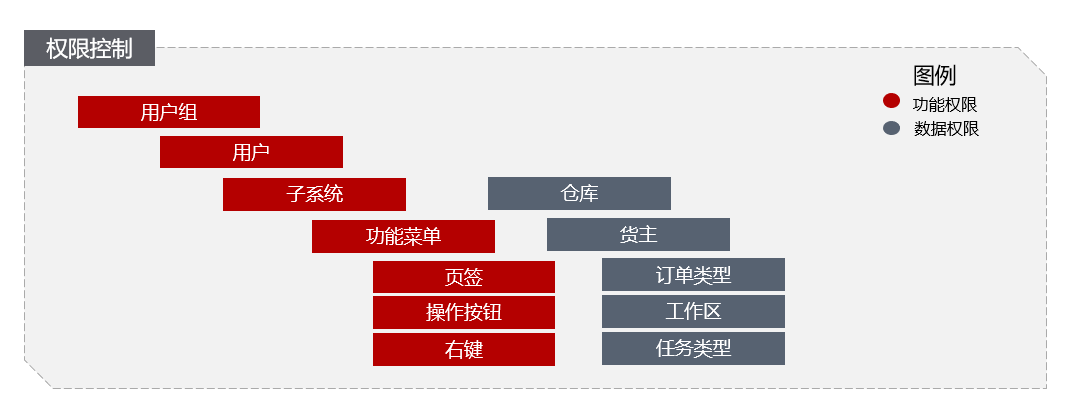 权限控制
图例
功能权限
数据权限
用户组
用户
子系统
仓库
功能菜单
货主
页签
订单类型
操作按钮
工作区
右键
任务类型